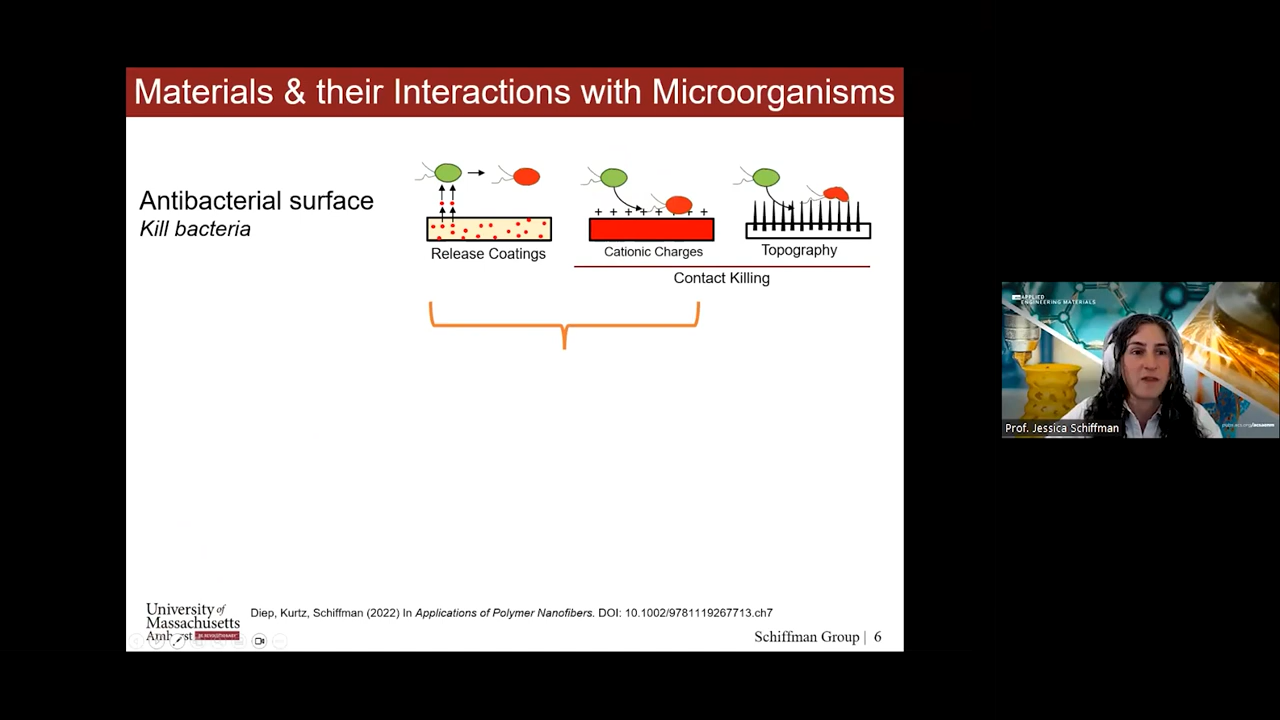 Materials & their Interactions with Microorganisms
Antibacterial surface
Kill bacteria
Release Coatings
Cationic Charges
Topography
Contact Killing
University of
Massachusetts
Amherst
Diep, Kurtz, Schiffman (2022) In Applications of Polymer Nanofibers. DOI: 10.1002/9781119267713.ch7
Schiffman Group | 6
APPLIED
ENGINEERING MATERIALS
Prof. Jessica Schiffman